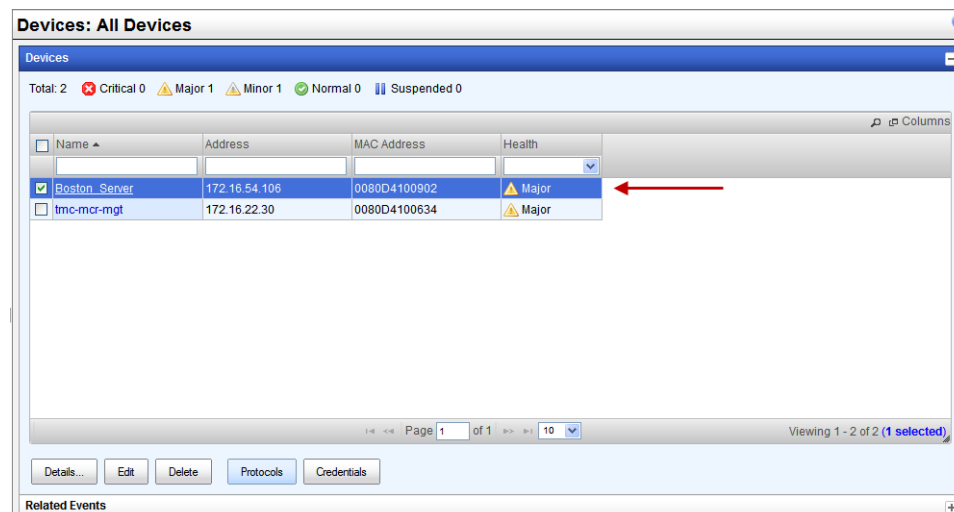 Devices: All Devices
Devices
Total: 2 Critical 0 Major 1 Minor 1 Normal 0 Suspended 0
Columns
Name Address MAC Address Health
Boston_Server 172.16.54.106 0080D4100902 Major
tmc-mcr-mgt 172.16.22.30 0080D4100634 Major
Page 1 of 1 10 Viewing 1 - 2 of 2 (1 selected)
Details... Edit Delete Protocols Credentials
Related Events